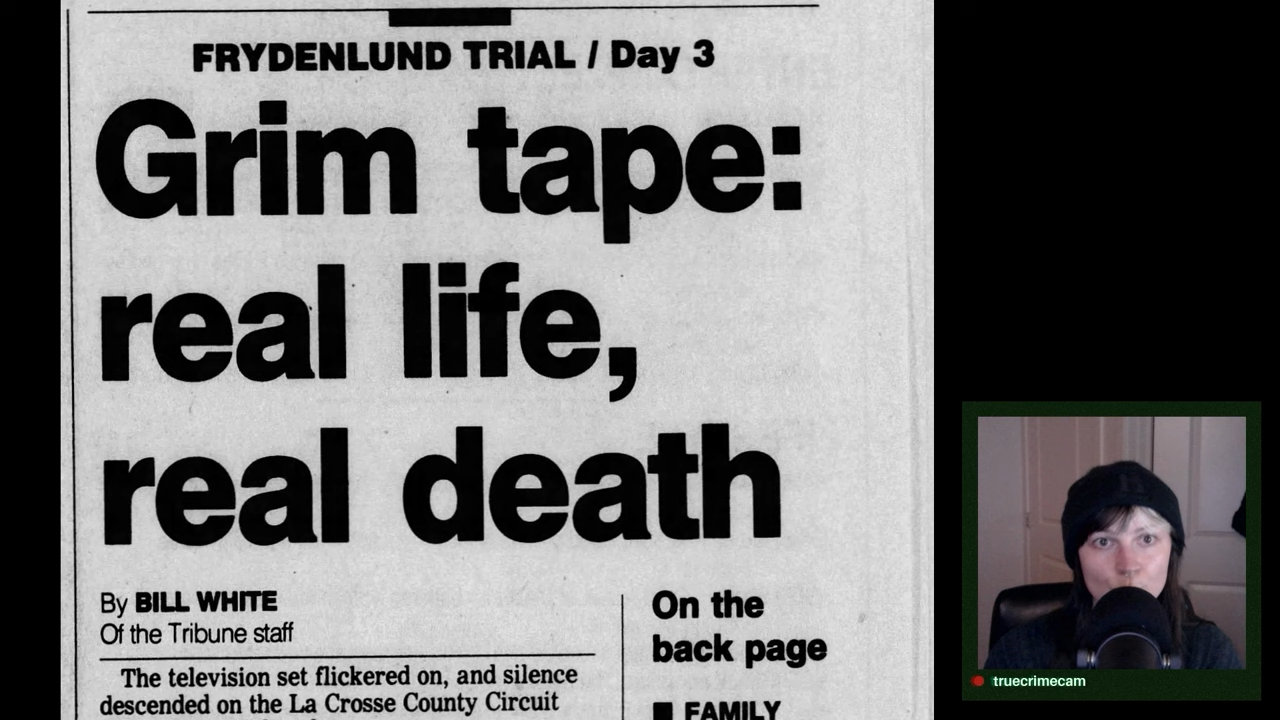 FRYDENLUND TRIAL / Day 3
Grim tape:
real life,
real death
By BILL WHITE
Of the Tribune staff
The television set flickered on, and silence
descended on the La Crosse County Circuit
On the
back page
■ FAMILY
truecrimecam